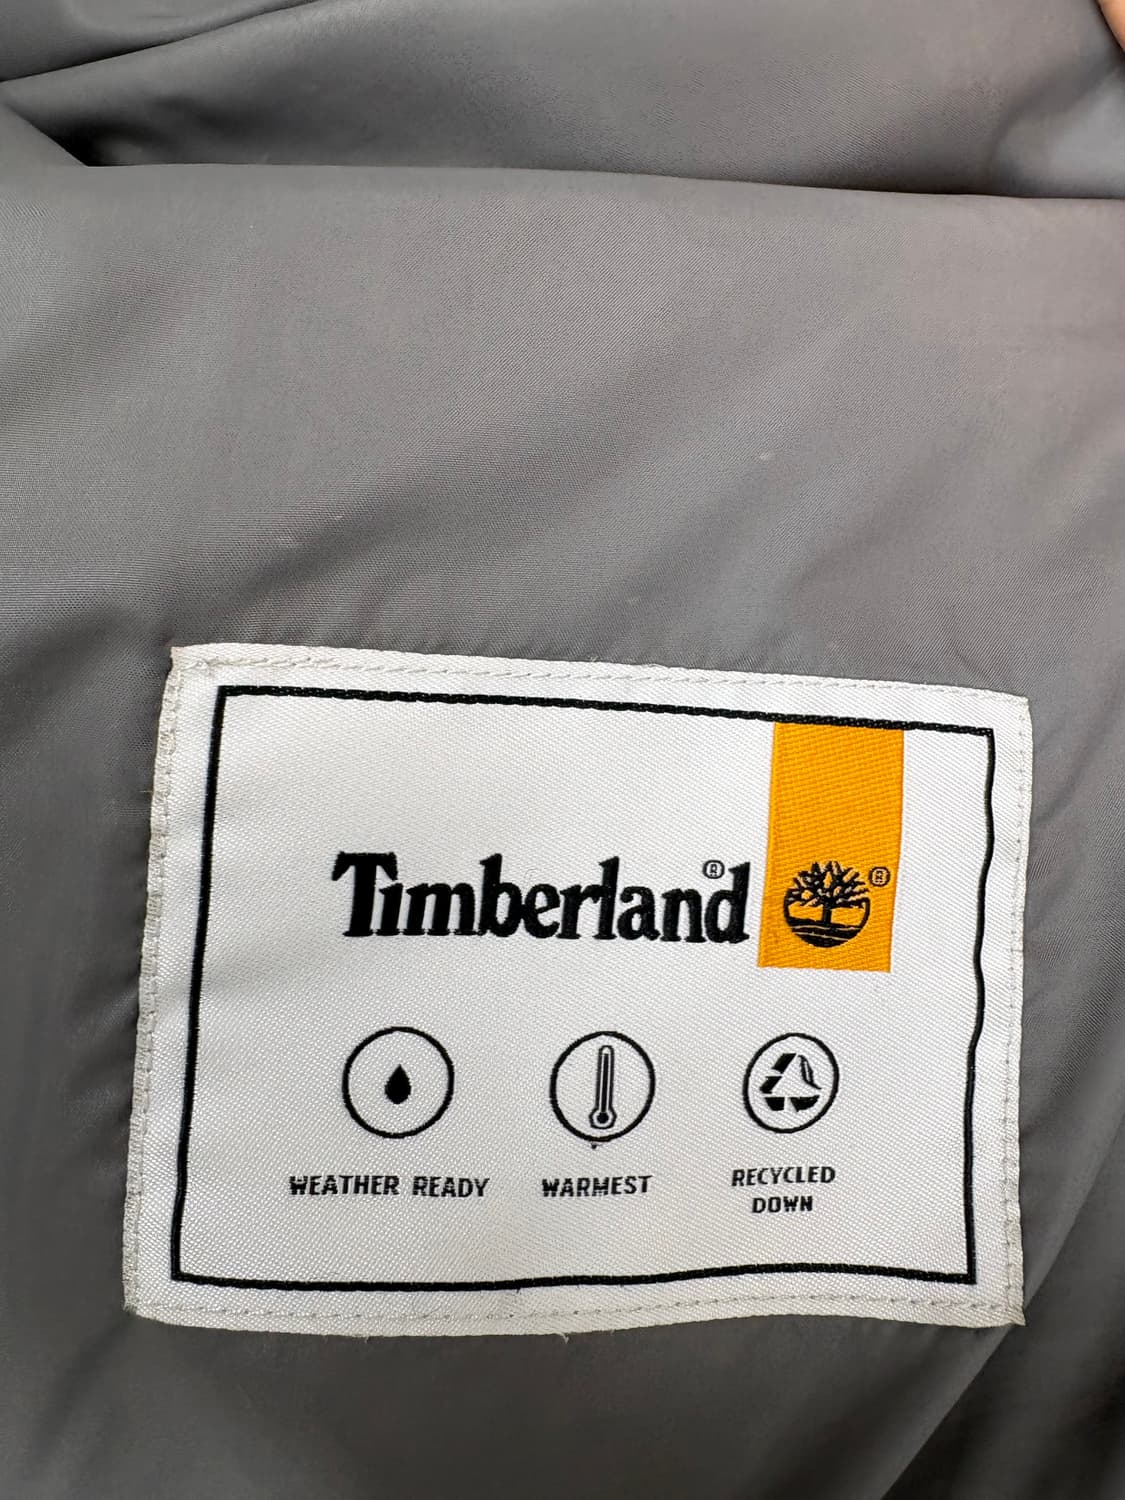 Timberland®
®
WEATHER READY
WARMEST
RECYCLED
DOWN